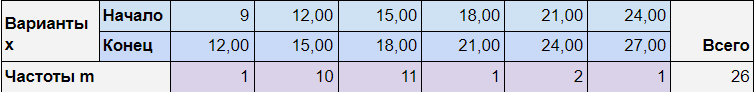 Варианты x Начало 9 12,00 15,00 18,00 21,00 24,00
Конец 12,00 15,00 18,00 21,00 24,00 27,00 Всего
Частоты m 1 10 11 1 2 1 26